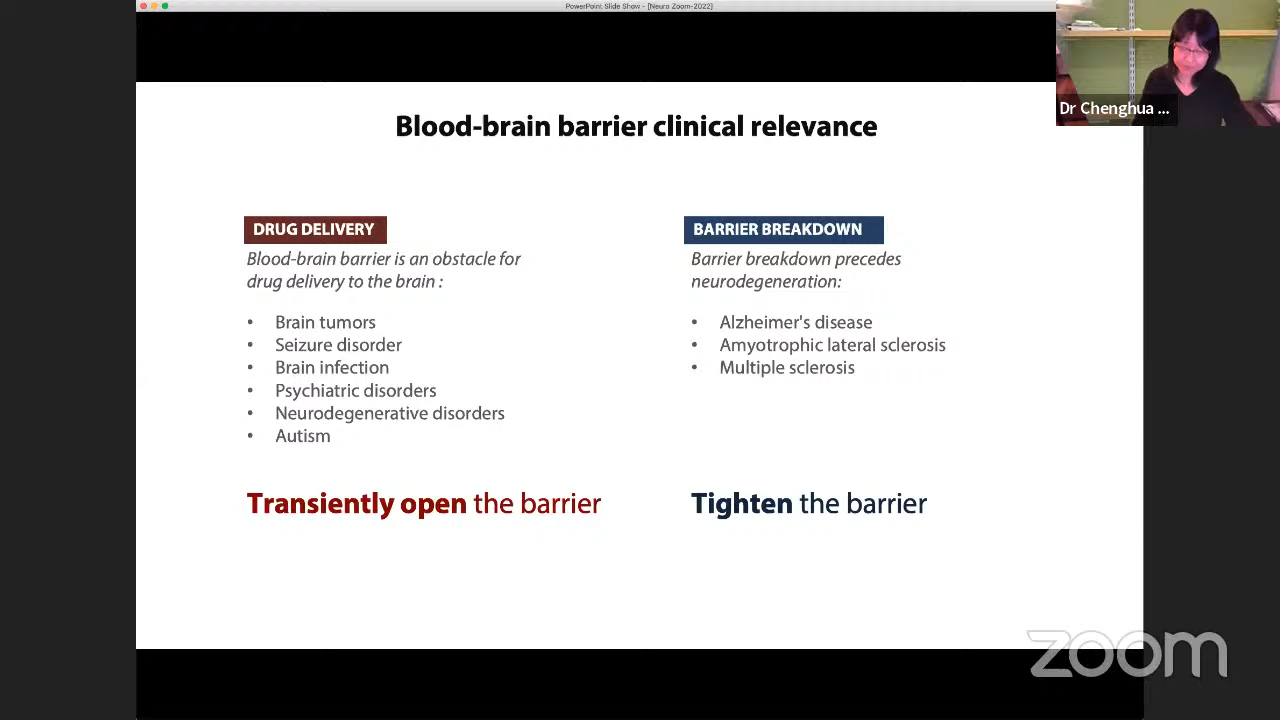 PowerPoint Slide Show - [Neuro Zoom-2022]
Dr Chenghua ...
Blood-brain barrier clinical relevance
DRUG DELIVERY
Blood-brain barrier is an obstacle for
drug delivery to the brain :
• Brain tumors
• Seizure disorder
• Brain infection
• Psychiatric disorders
• Neurodegenerative disorders
• Autism
Transiently open the barrier
BARRIER BREAKDOWN
Barrier breakdown precedes
neurodegeneration:
• Alzheimer's disease
• Amyotrophic lateral sclerosis
• Multiple sclerosis
Tighten the barrier
zoom